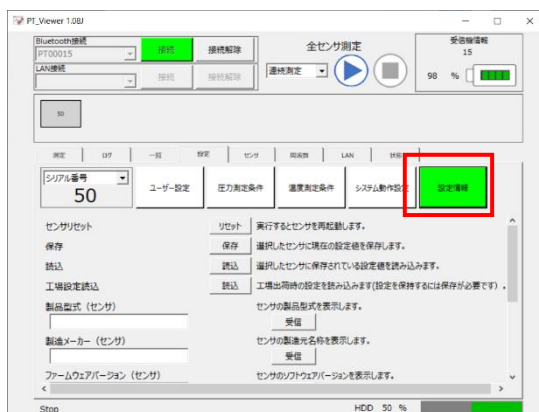 PT_Viewer 1.08J
Bluetooth接続
PT00015
接続
接続解除
LAN接続
接続
接続解除
全センサ測定
連続測定
受信機情報
15
98 %
50
測定 ログ 一覧 設定 センサ 周波数 LAN 状態
シリアル番号
50
ユーザー設定
圧力測定条件
温度測定条件
システム動作設定
設定情報
センサリセット リセット 実行するとセンサを再起動します。
保存 保存 選択したセンサに現在の設定値を保存します。
読込 読込 選択したセンサに保存されている設定値を読み込みます。
工場設定読込 読込 工場出荷時の設定を読み込みます(設定を保持するには保存が必要です)。
製品型式（センサ） センサの製品型式を表示します。
受信
製造メーカー（センサ） センサの製造元名称を表示します。
受信
ファームウェアバージョン（センサ） センサのソフトウェアバージョンを表示します。
Stop HDD 50 %